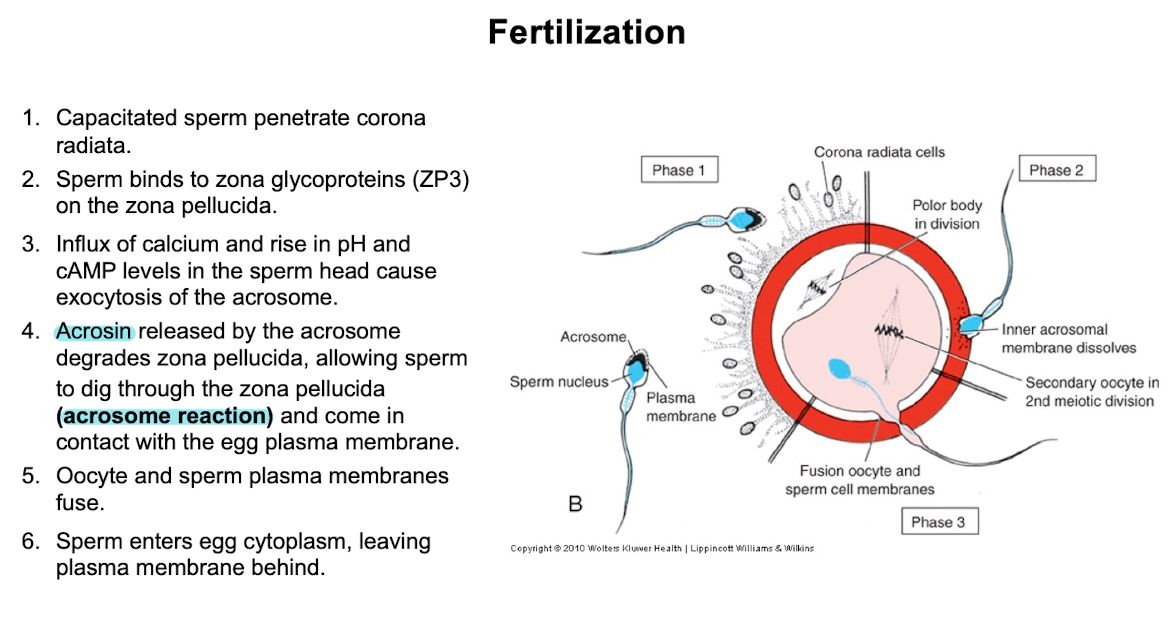 Fertilization
1. Capacitated sperm penetrate corona
radiata.
2. Sperm binds to zona glycoproteins (ZP3)
on the zona pellucida.
3. Influx of calcium and rise in pH and
cAMP levels in the sperm head cause
exocytosis of the acrosome.
4. Acrosin released by the acrosome
degrades zona pellucida, allowing sperm
to dig through the zona pellucida
(acrosome reaction) and come in
contact with the egg plasma membrane.
5. Oocyte and sperm plasma membranes
fuse.
6. Sperm enters egg cytoplasm, leaving
plasma membrane behind.
Corona radiata cells
Phase 1
Phase 2
Polor body
in division
Acrosome
Inner acrosomal
membrane dissolves
Sperm nucleus
Plasma
membrane
Secondary oocyte in
2nd meiotic division
Fusion oocyte and
sperm cell membranes
B
Phase 3
Copyright © 2010 Wolters Kluwer Health | Lippincott Williams & Wilkins